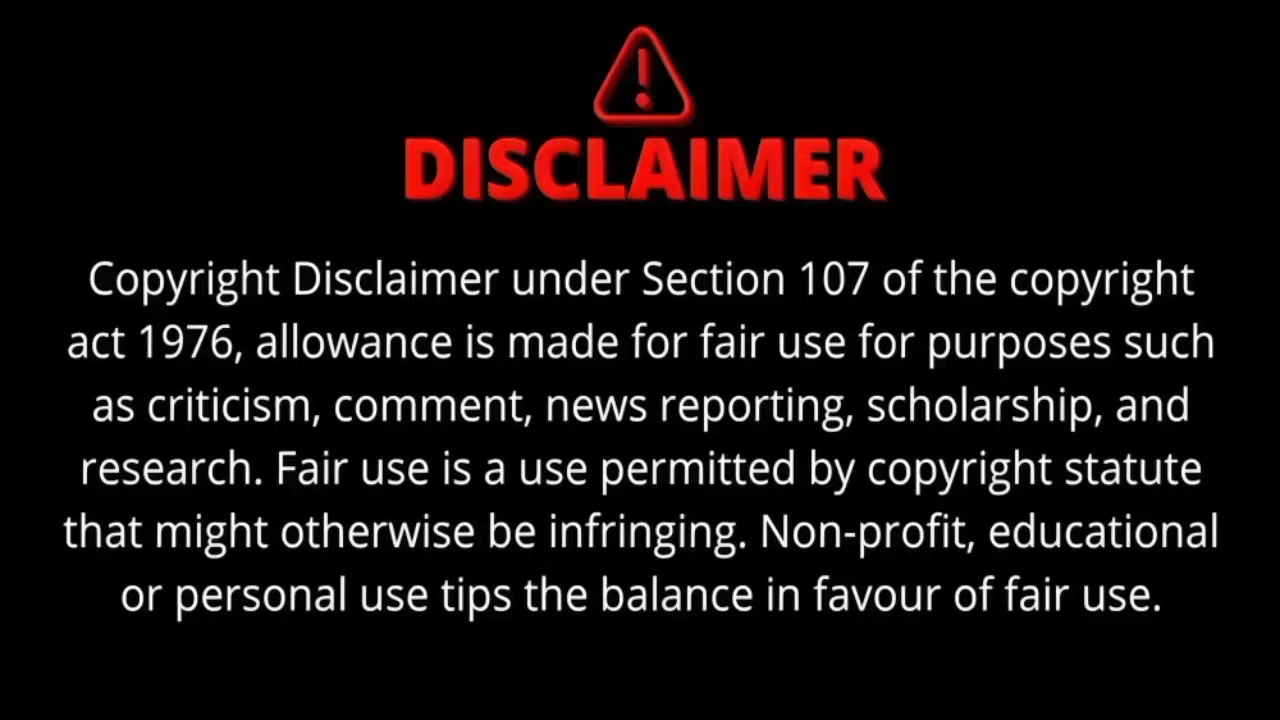 DISCLAIMER
Copyright Disclaimer under Section 107 of the copyright
act 1976, allowance is made for fair use for purposes such
as criticism, comment, news reporting, scholarship, and
research. Fair use is a use permitted by copyright statute
that might otherwise be infringing. Non-profit, educational
or personal use tips the balance in favour of fair use.